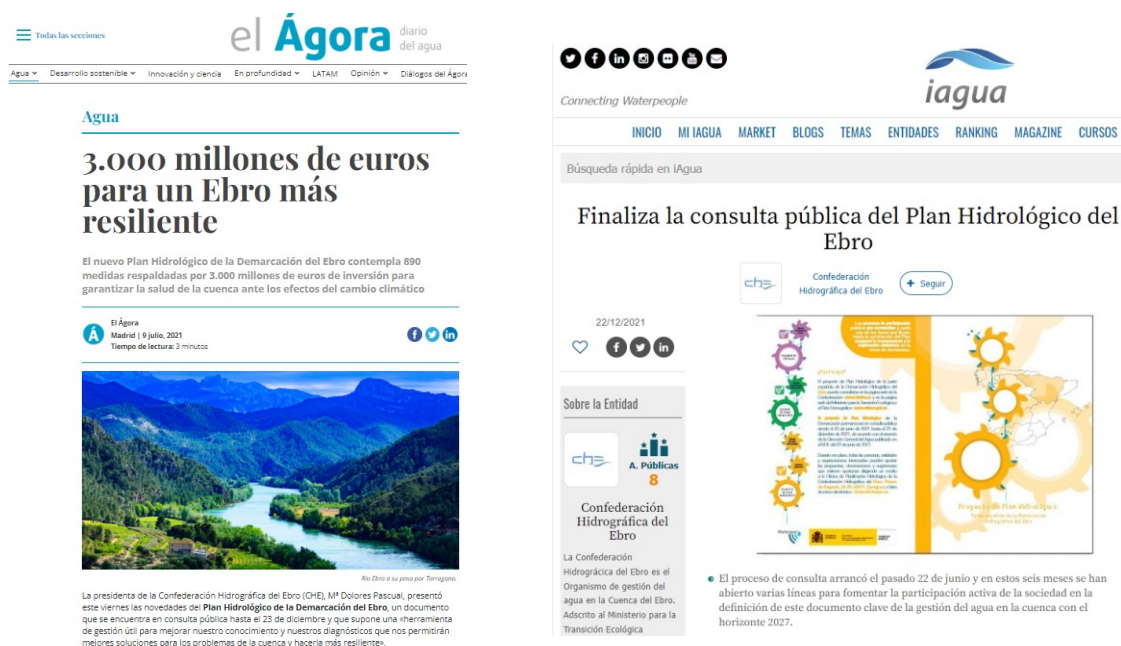 Todas las secciones
el Ágora diario del agua
Agua Desarrollo sostenible Innovación y ciencia En profundidad LATAM Opinión Diálogos del Ágora
Agua
3.000 millones de euros
para un Ebro más
resiliente
El nuevo Plan Hidrológico de la Demarcación del Ebro contempla 890
medidas respaldadas por 3.000 millones de euros de inversión para
garantizar la salud de la cuenca ante los efectos del cambio climático
El Ágora
Madrid | 9 julio, 2021
Tiempo de lectura: 3 minutos
Río Ebro a su paso por Tarragona.
La presidenta de la Confederación Hidrográfica del Ebro (CHE), Mª Dolores Pascual, presentó
este viernes las novedades del Plan Hidrológico de la Demarcación del Ebro, un documento
que se encuentra en consulta pública hasta el 23 de diciembre y que supone una «herramienta
de gestión útil para mejorar nuestro conocimiento y nuestros diagnósticos que nos permitirán
mejores soluciones para los problemas de la cuenca y hacerla más resiliente».
Connecting Waterpeople
iagua
INICIO MI IAGUA MARKET BLOGS TEMAS ENTIDADES RANKING MAGAZINE CURSOS
Búsqueda rápida en iAgua
Finaliza la consulta pública del Plan Hidrológico del
Ebro
che
Confederación
Hidrográfica del Ebro
+ Seguir
22/12/2021
Sobre la Entidad
che
A. Públicas
8
Confederación
Hidrográfica del
Ebro
La Confederación
Hidrográcica del Ebro es el
Organismo de gestión del
agua en la Cuenca del Ebro.
Adscrito al Ministerio para la
Transición Ecológica
¡Participa!
Proyecto de Plan Hidrológico
El proceso de consulta arrancó el pasado 22 de junio y en estos seis meses se han
abierto varias líneas para fomentar la participación activa de la sociedad en la
definición de este documento clave de la gestión del agua en la cuenca con el
horizonte 2027.